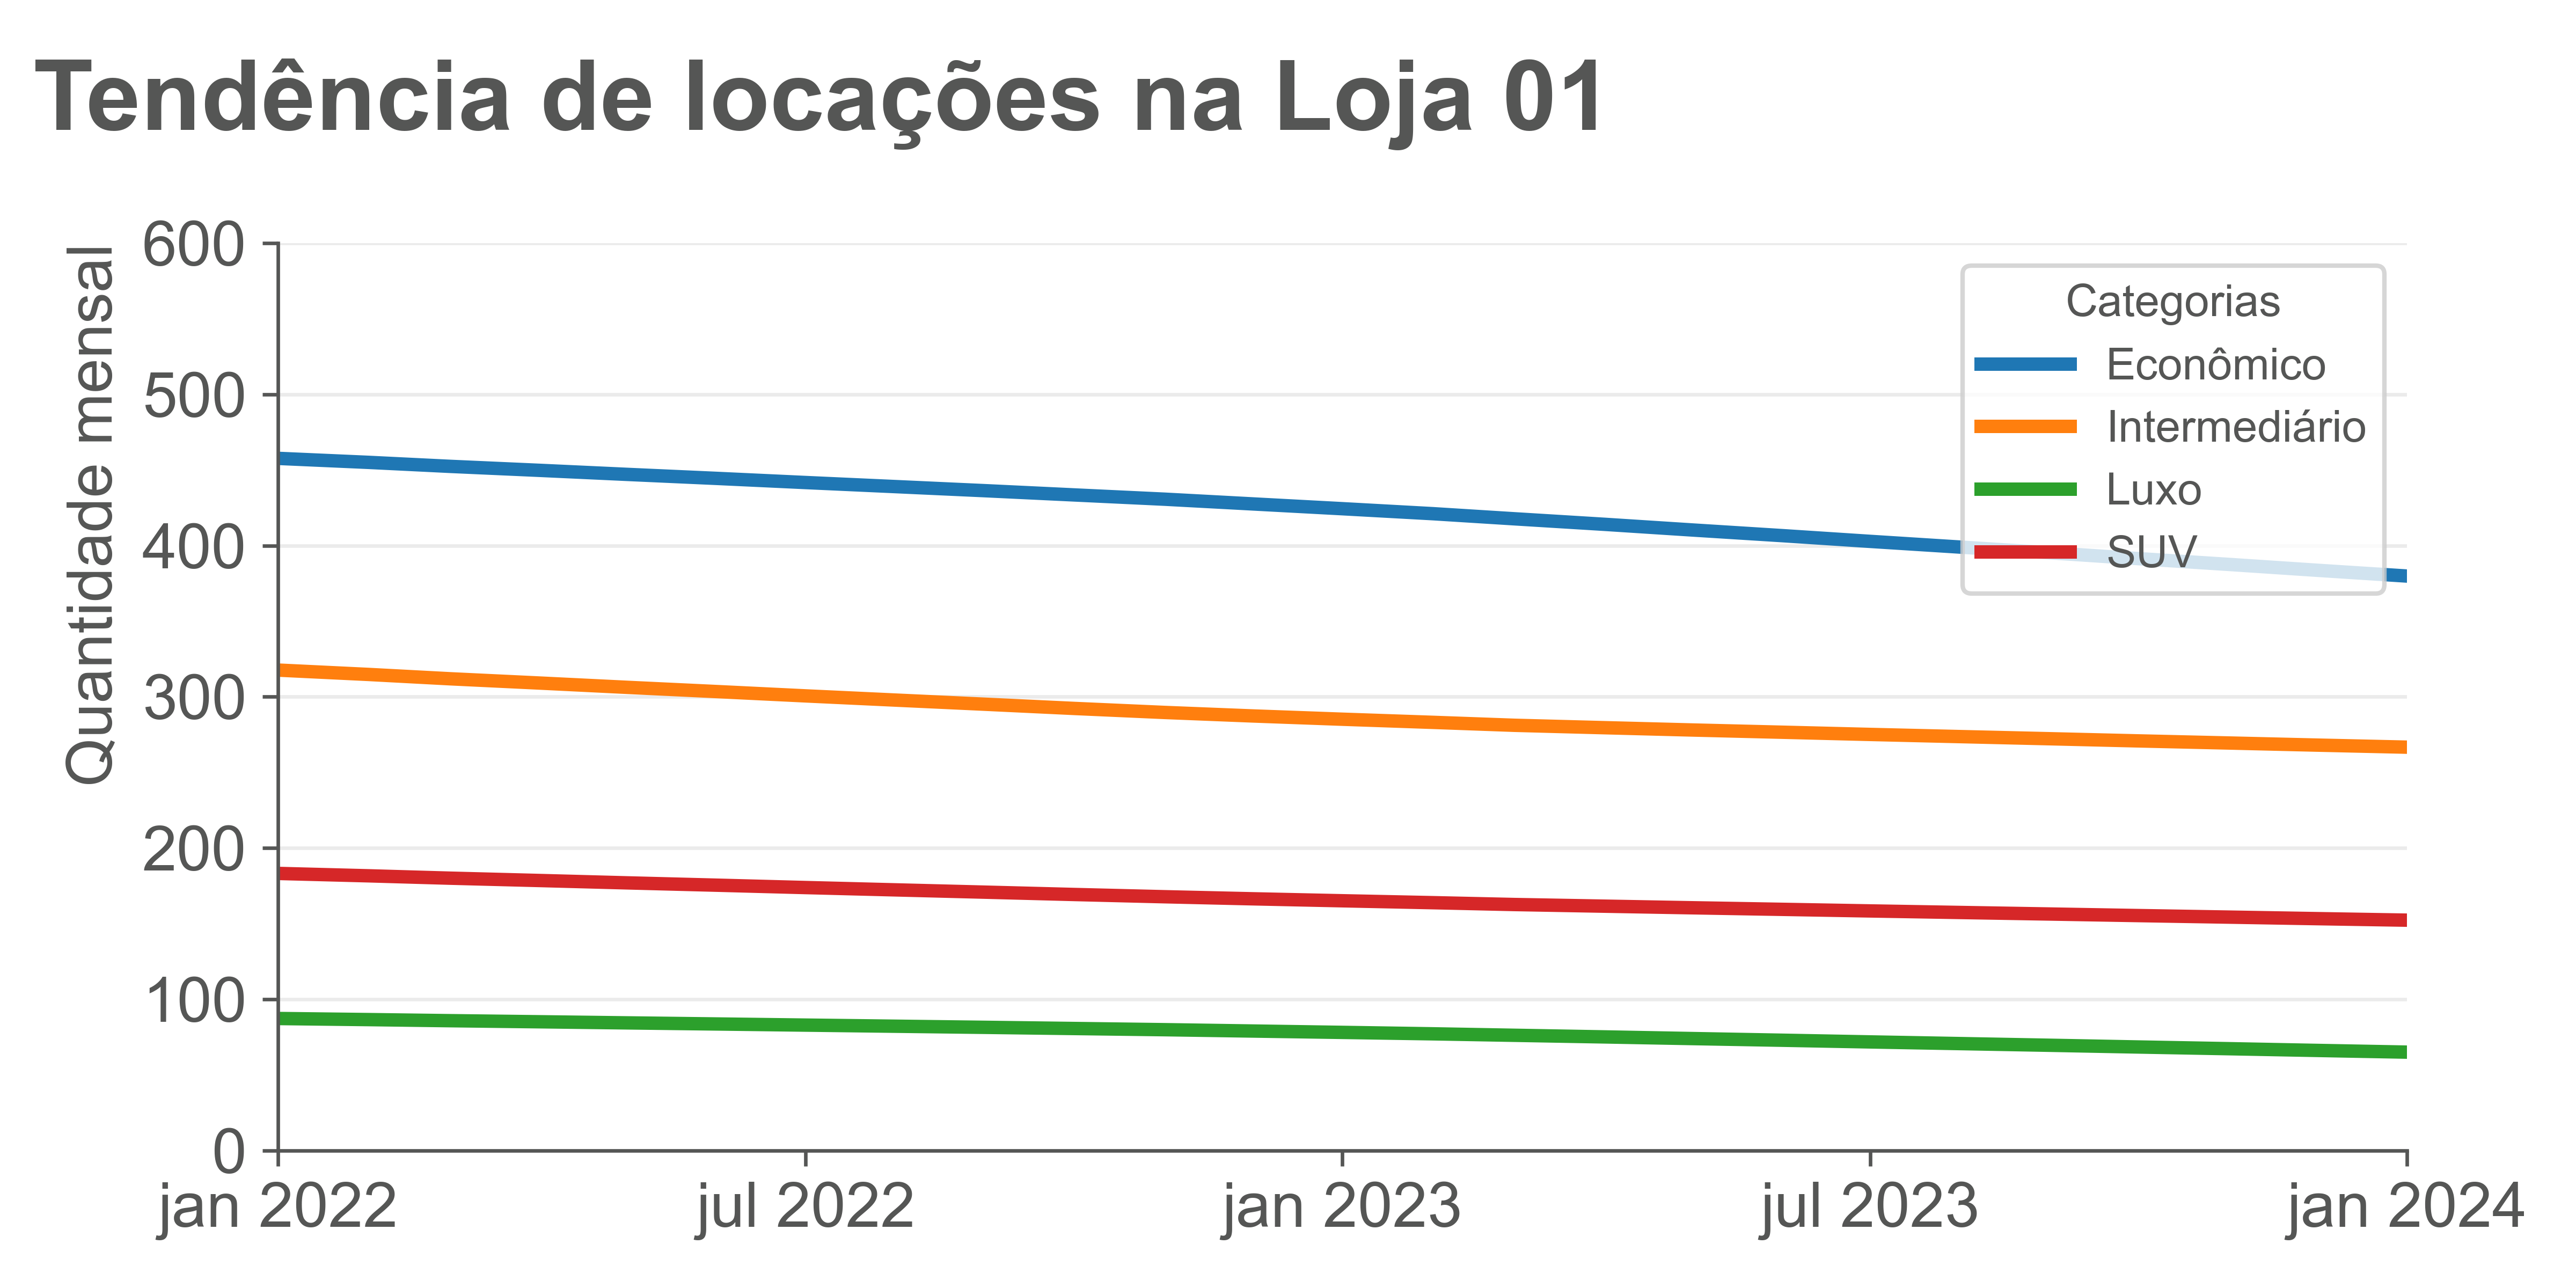 Tendência de locações na Loja 01
Quantidade mensal
600
500
400
300
200
100
0
jan 2022
jul 2022
jan 2023
jul 2023
jan 2024
Categorias
Econômico
Intermediário
Luxo
SUV